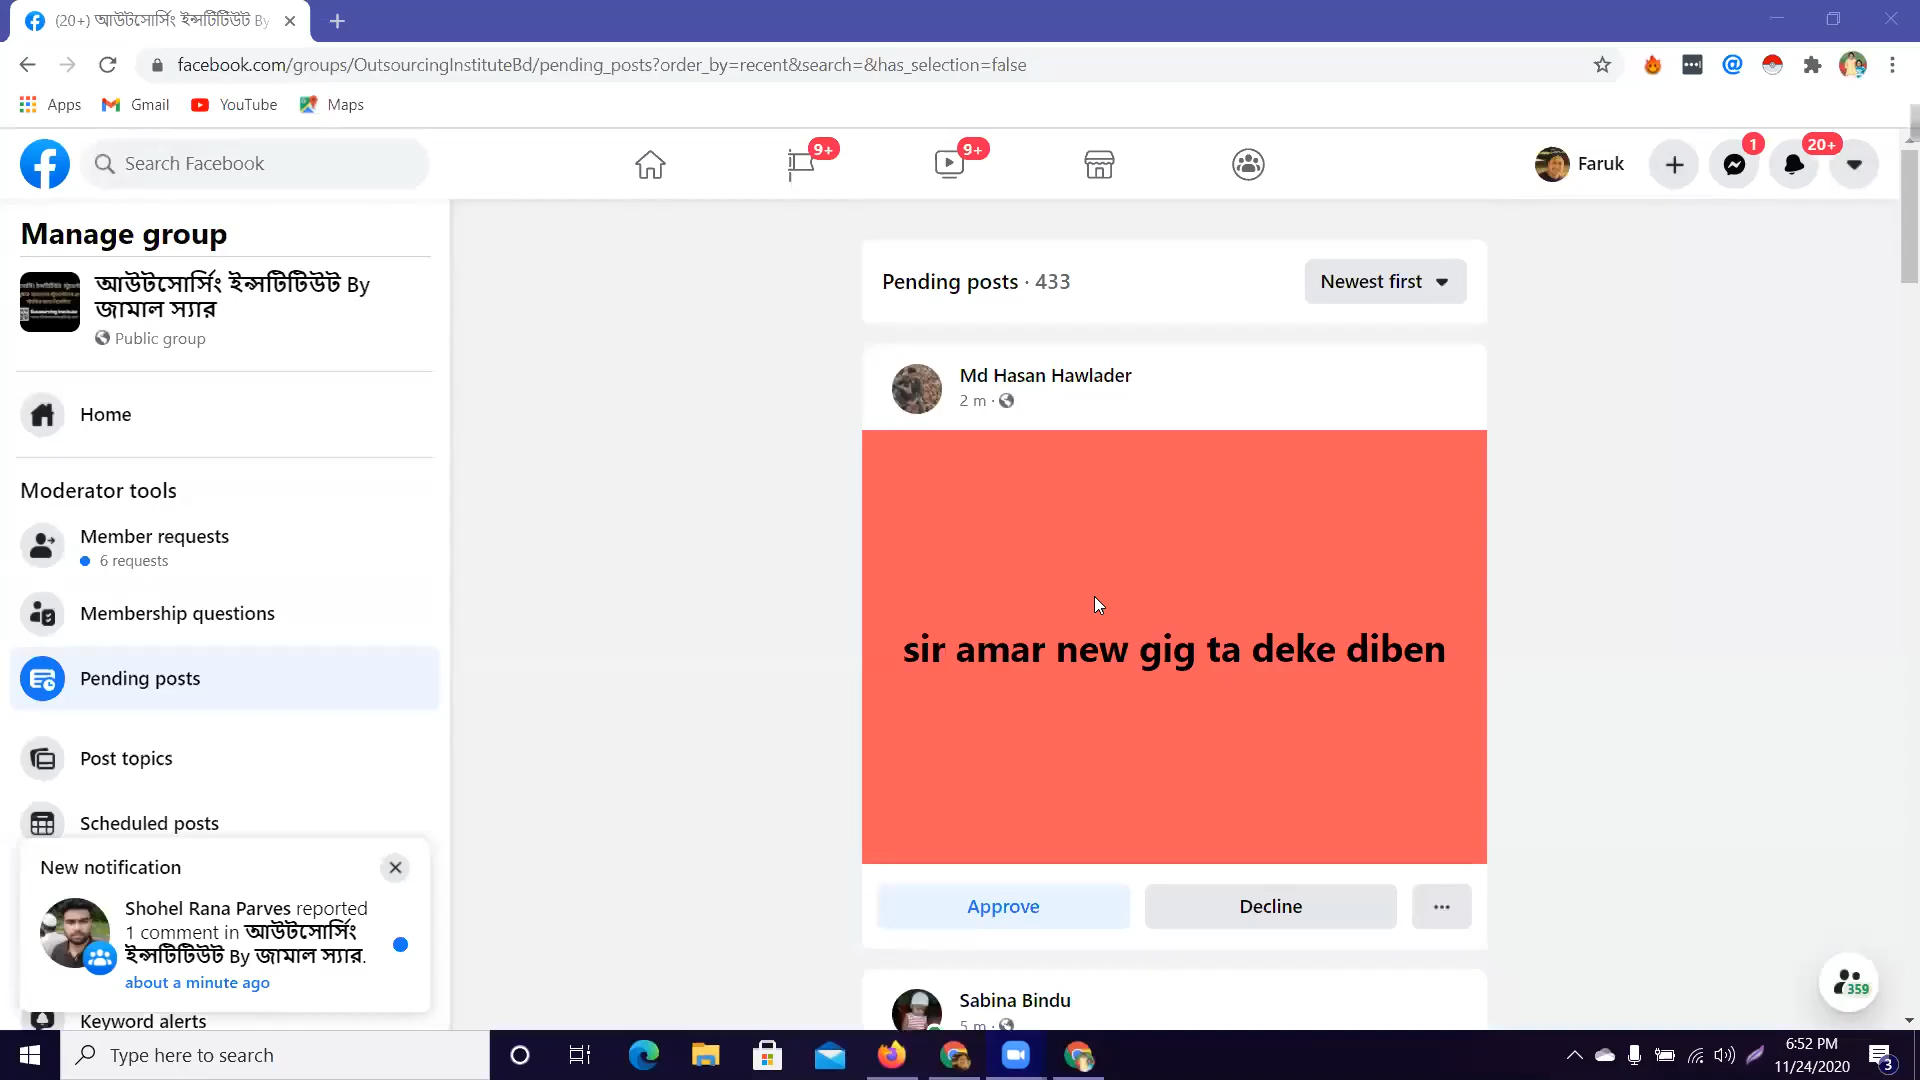 (20+) আউটসোর্সিং ইন্সটিটিউট By
facebook.com/groups/OutsourcingInstituteBd/pending_posts?order_by=recent&search=&has_selection=false
Apps
Gmail
YouTube
Maps
Search Facebook
9+
9+
Faruk
1
20+
Manage group
আউটসোর্সিং ইন্সটিটিউট By
জামাল স্যার
Public group
Home
Moderator tools
Member requests
6 requests
Membership questions
Pending posts
Post topics
Scheduled posts
New notification
Shohel Rana Parves reported
1 comment in আউটসোর্সিং
ইন্সটিটিউট By জামাল স্যার.
about a minute ago
Keyword alerts
Pending posts · 433
Newest first
Md Hasan Hawlader
2 m ·
sir amar new gig ta deke diben
Approve
Decline
Sabina Bindu
5 m ·
359
Type here to search
6:52 PM
11/24/2020
3